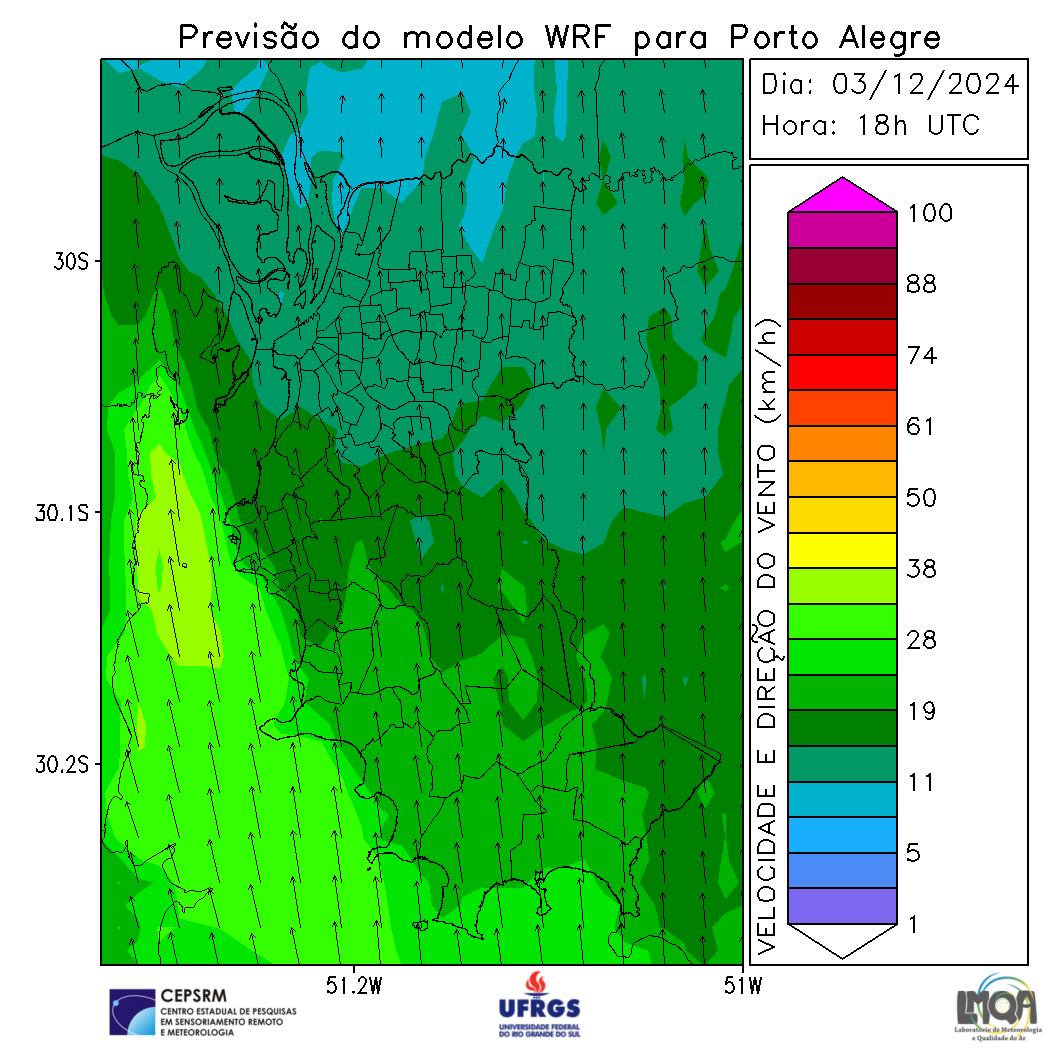 Previsão do modelo WRF para Porto Alegre
Dia: 03/12/2024
Hora: 18h UTC
VELOCIDADE E DIREÇÃO DO VENTO (km/h)
100
88
74
61
50
38
28
19
11
5
1
30S
30.1S
30.2S
51.2W
51W
CEPSRM
CENTRO ESTADUAL DE PESQUISAS
EM SENSORIAMENTO REMOTO
E METEOROLOGIA
UFRGS
UNIVERSIDADE FEDERAL
DO RIO GRANDE DO SUL
LMQA
Laboratório de Meteorologia
e Qualidade do Ar